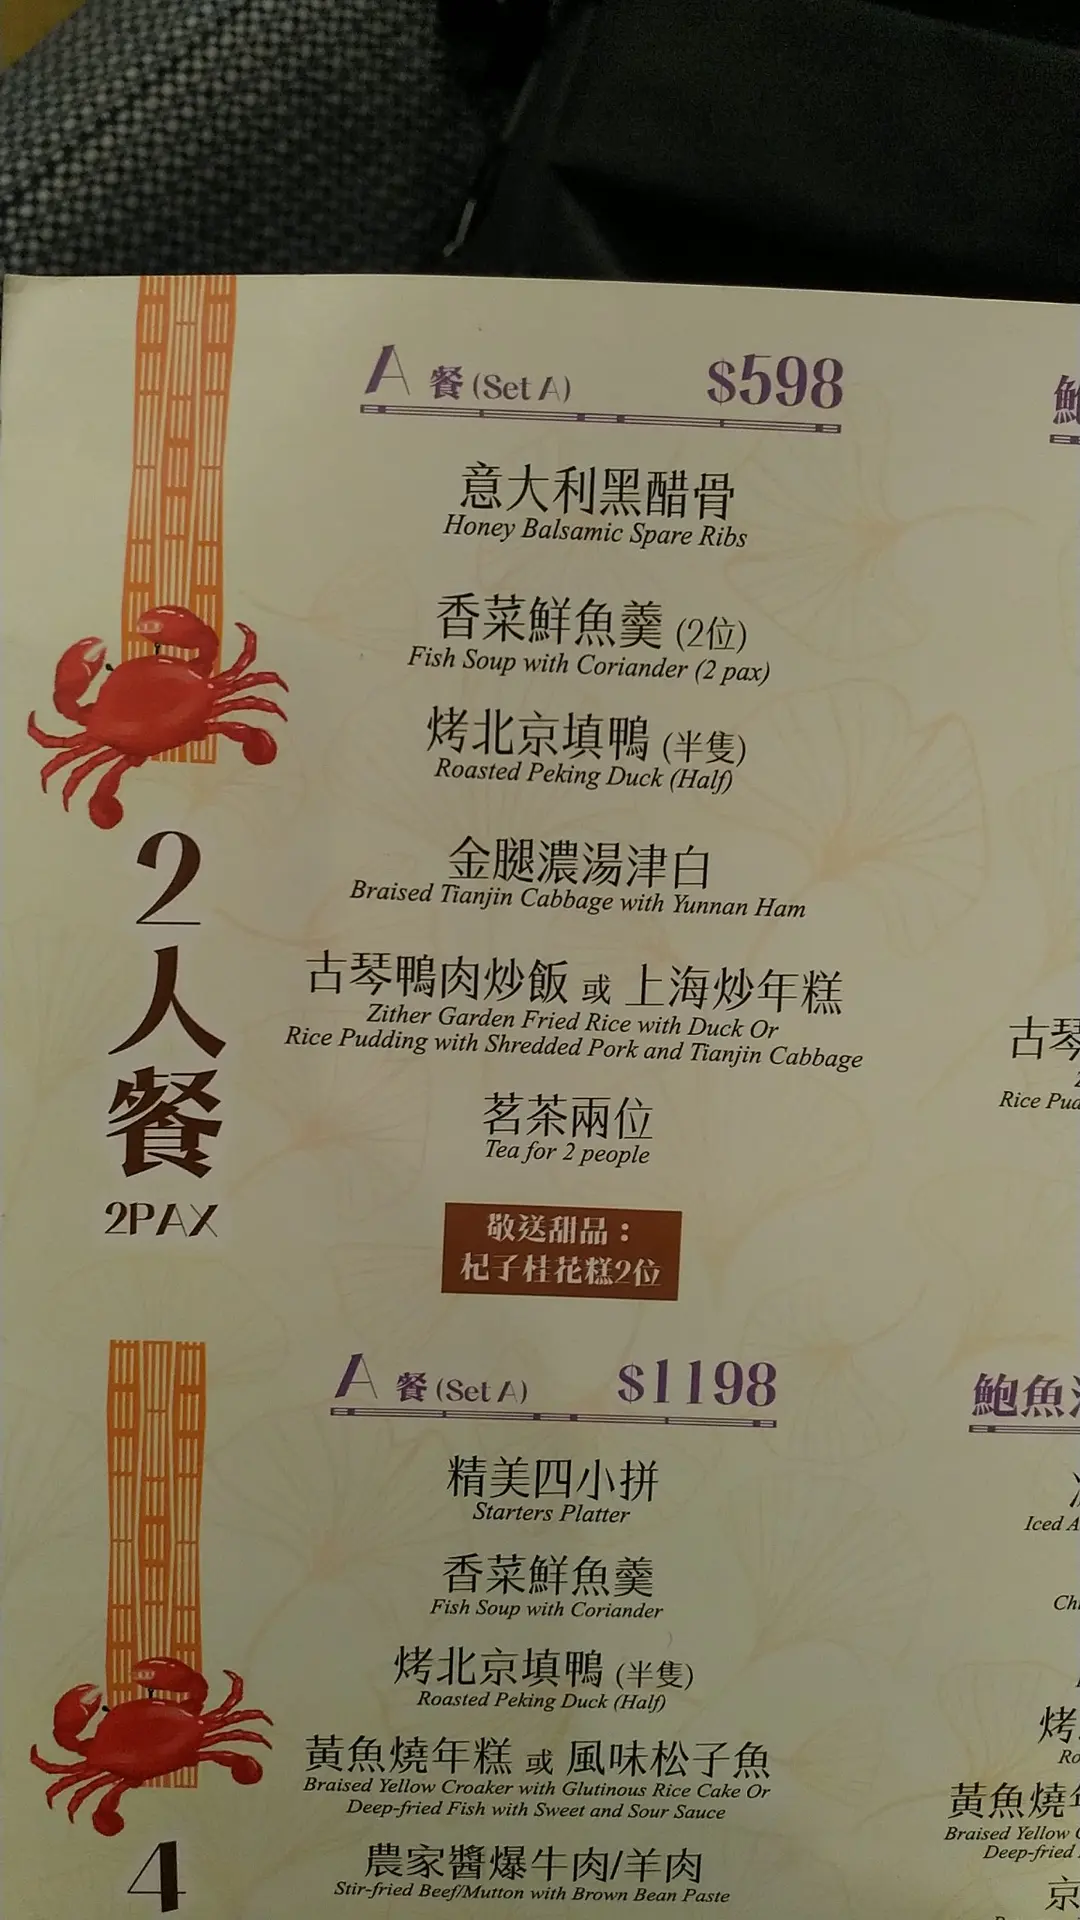 A 餐 (Set A) $598
意大利黑醋骨
Honey Balsamic Spare Ribs
香菜鮮魚羹 (2位)
Fish Soup with Coriander (2 pax)
烤北京填鴨 (半隻)
Roasted Peking Duck (Half)
金腿濃湯津白
Braised Tianjin Cabbage with Yunnan Ham
古琴鴨肉炒飯 或 上海炒年糕
Zither Garden Fried Rice with Duck Or
Rice Pudding with Shredded Pork and Tianjin Cabbage
茗茶兩位
Tea for 2 people
敬送甜品：
杞子桂花糕2位
2
人
餐
2PAX
鮑
古琴
Rice Pud
A 餐 (Set A) $1198
精美四小拼
Starters Platter
香菜鮮魚羹
Fish Soup with Coriander
烤北京填鴨 (半隻)
Roasted Peking Duck (Half)
黃魚燒年糕 或 風味松子魚
Braised Yellow Croaker with Glutinous Rice Cake Or
Deep-fried Fish with Sweet and Sour Sauce
農家醬爆牛肉/羊肉
Stir-fried Beef/Mutton with Brown Bean Paste
4
鮑魚
Iced A
烤
Ro
黃魚燒年
Braised Yellow
Deep-fried
京